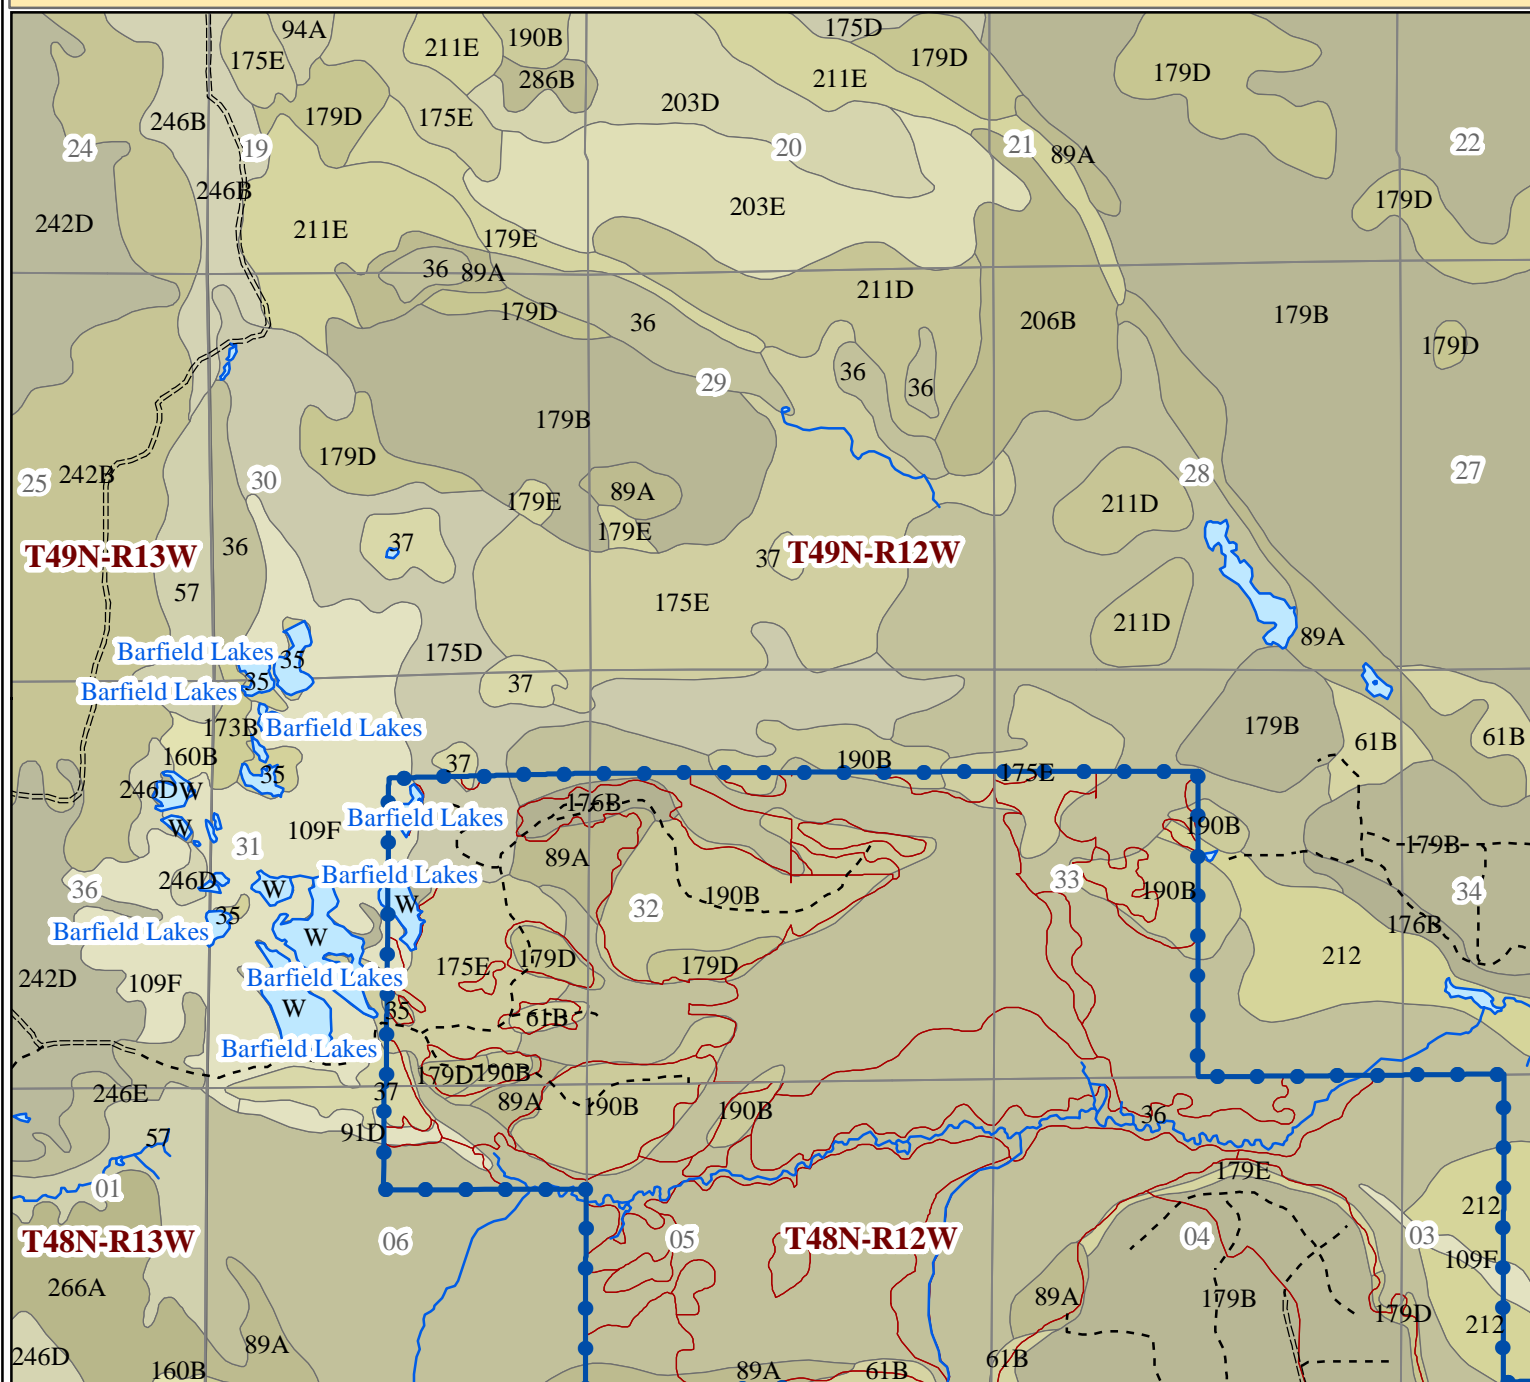 94A
175E
211E
190B
286B
175D
179D
211E
179D
246B
179D
175E
203D
24
19
20
21
89A
22
246B
242D
211E
179E
203E
179D
36
89A
211D
179D
36
206B
179B
179D
29
36
36
179B
179D
25
242B
30
179E
89A
179E
211D
28
27
36
37
37
T49N-R13W
T49N-R12W
57
175E
211D
89A
Barfield Lakes
35
175D
Barfield Lakes
35
37
173B
Barfield Lakes
179B
61B
61B
160B
35
37
190B
175E
246D
W
W
31
109F
Barfield Lakes
176B
190B
179B
89A
246D
W
Barfield Lakes
36
35
W
190B
32
33
190B
34
Barfield Lakes
W
176B
242D
109F
Barfield Lakes
175E
179D
179D
212
W
35
61B
Barfield Lakes
246E
37
179D
190B
89A
190B
190B
36
57
91D
01
179E
212
T48N-R13W
06
05
T48N-R12W
04
03
109F
266A
89A
179B
179D
212
246D
160B
89A
89A
61B
61B